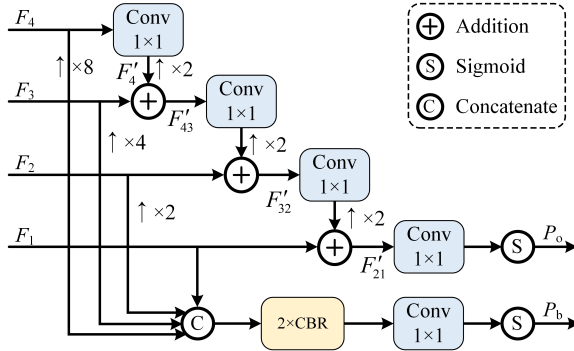 F₄
Conv
1×1
↑ ×8
F′₄
↑ ×2
F₃
F′₄₃
Conv
1×1
↑ ×4
↑ ×2
F₂
F′₃₂
Conv
1×1
↑ ×2
↑ ×2
F₁
F′₂₁
Conv
1×1
S
Pₒ
C
2×CBR
Conv
1×1
S
P_b
Addition
S Sigmoid
C Concatenate